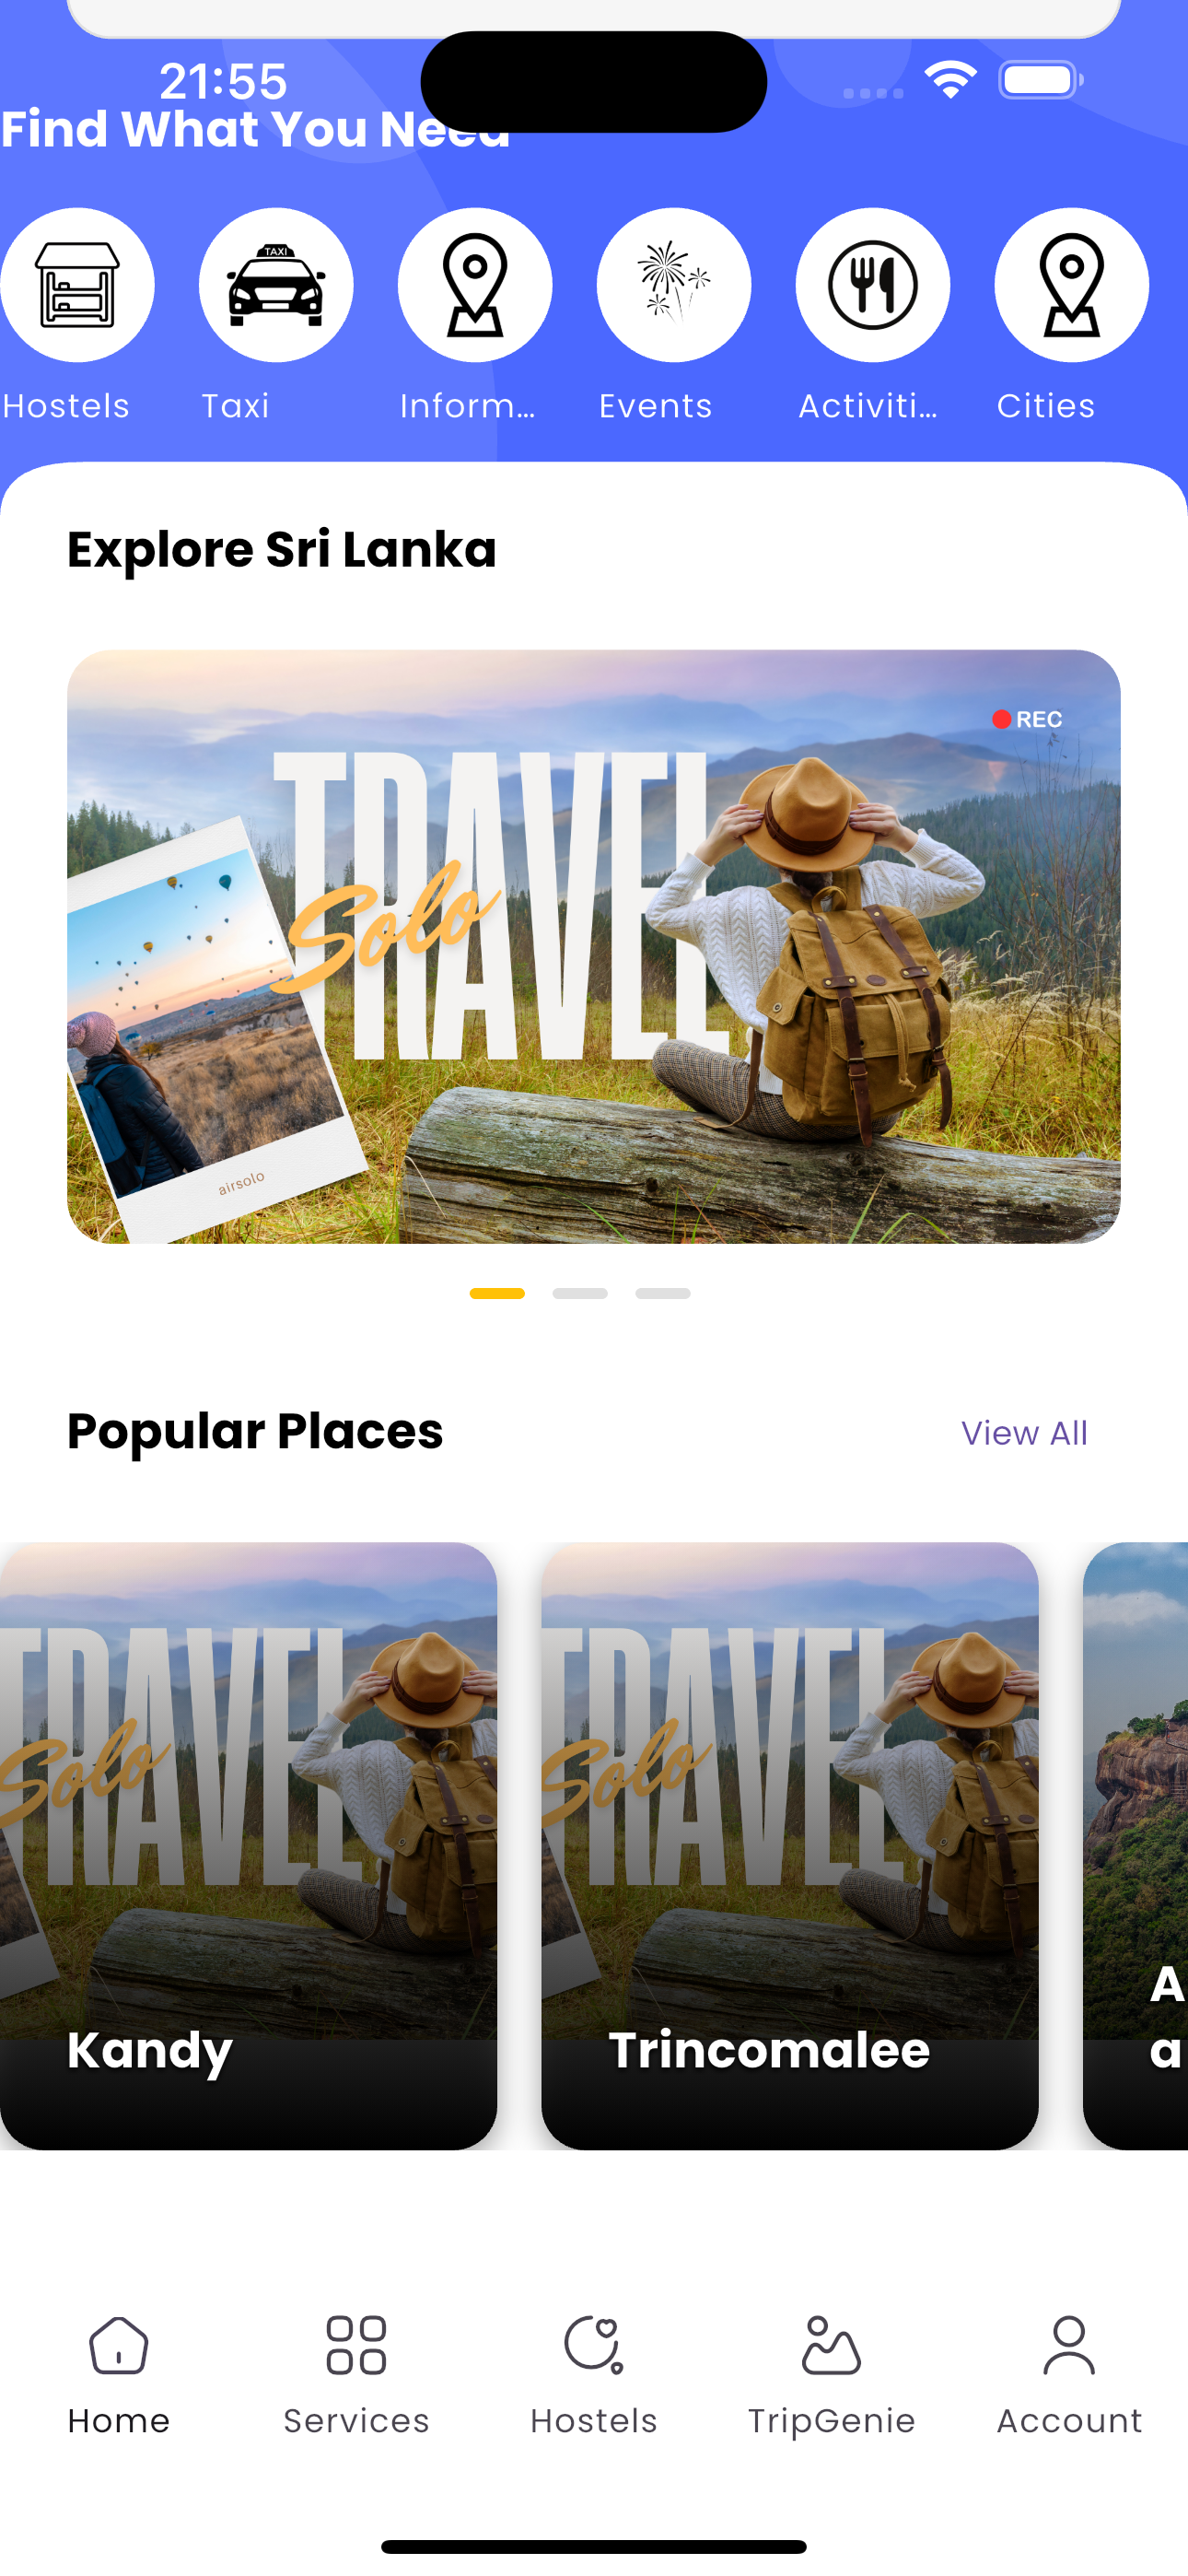 21:55
Find What You Need
TAXI
Hostels Taxi Inform... Events Activiti... Cities
Explore Sri Lanka
REC
TRAVEL
Solo
airsolo
Popular Places View All
TRAVEL
Solo
TRAVEL
Solo
Kandy
Trincomalee
A
a
Home Services Hostels TripGenie Account